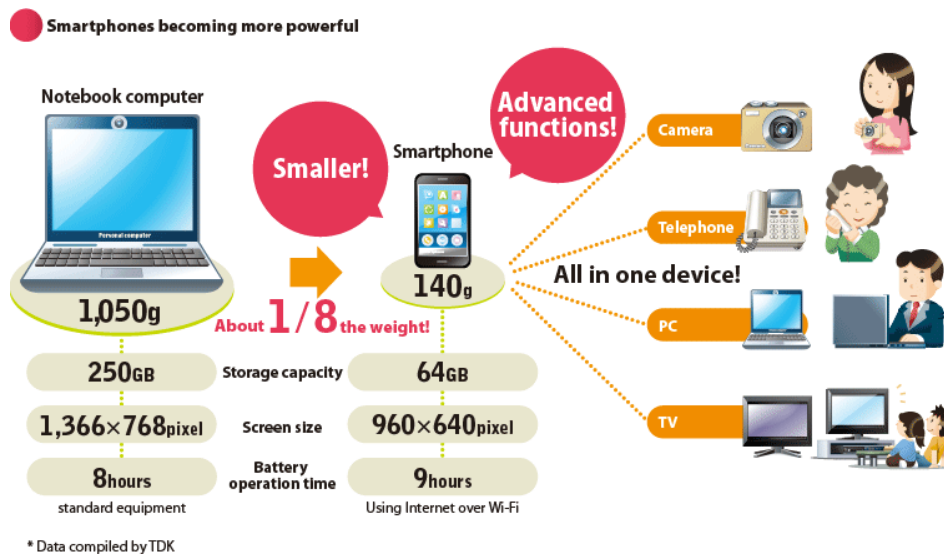 Smartphones becoming more powerful
Notebook computer
Personal computer
1,050g
Smaller!
About 1/8 the weight!
Smartphone
140g
Advanced
functions!
All in one device!
Camera
Telephone
PC
TV
250GB
Storage capacity
64GB
1,366×768pixel
Screen size
960×640pixel
8hours
Battery
operation time
9hours
standard equipment
Using Internet over Wi-Fi
* Data compiled by TDK